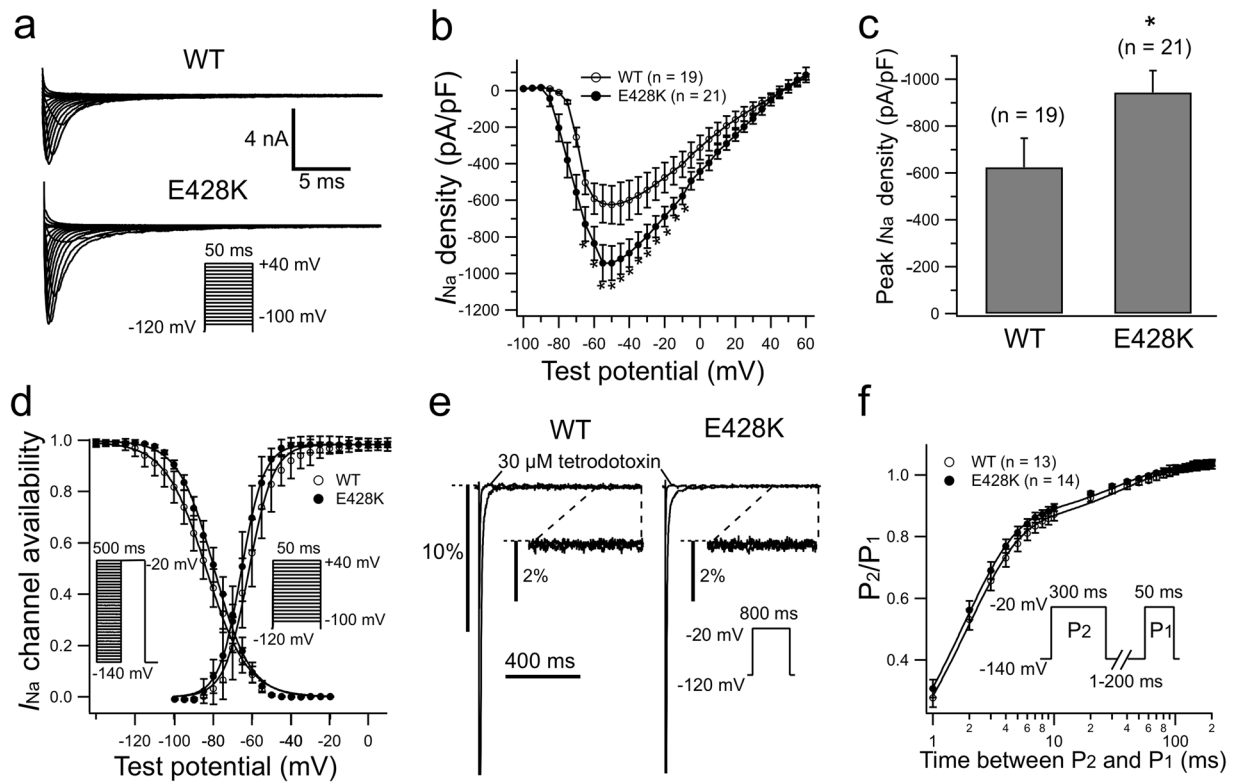 a
WT
4 nA
5 ms
E428K
50 ms
+40 mV
-100 mV
-120 mV
b
WT (n = 19)
E428K (n = 21)
INa density (pA/pF)
0
-200
-400
-600
-800
-1000
-1200
* * * * * * * * * * *
-100 -80 -60 -40 -20 0 20 40 60
Test potential (mV)
c
*
(n = 21)
(n = 19)
Peak INa density (pA/pF)
-1000
-800
-600
-400
-200
0
WT E428K
d
INa channel availability
1.0
0.8
0.6
0.4
0.2
0.0
WT
E428K
500 ms
-20 mV
-140 mV
50 ms
+40 mV
-100 mV
-120 mV
-120 -100 -80 -60 -40 -20 0
Test potential (mV)
e
WT E428K
30 µM tetrodotoxin
10%
2%
2%
400 ms
800 ms
-20 mV
-120 mV
f
WT (n = 13)
E428K (n = 14)
P2/P1
1.0
0.8
0.6
0.4
300 ms 50 ms
-20 mV
P2 P1
-140 mV
1-200 ms
1 2 4 6 8 10 2 4 6 8 100 2
Time between P2 and P1 (ms)